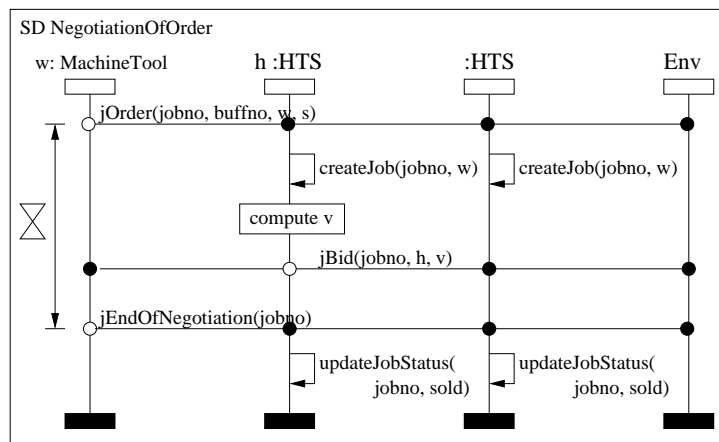 SD NegotiationOfOrder
w: MachineTool
h :HTS
:HTS
Env
jOrder(jobno, buffno, w, s)
createJob(jobno, w)
createJob(jobno, w)
compute v
jBid(jobno, h, v)
jEndOfNegotiation(jobno)
updateJobStatus(
jobno, sold)
updateJobStatus(
jobno, sold)